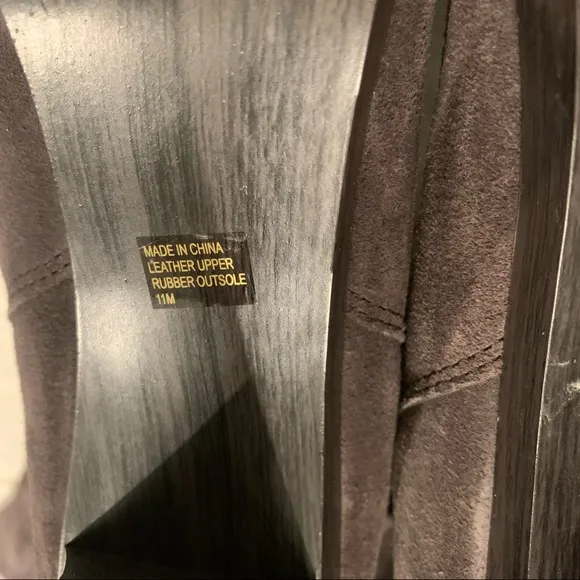 MADE IN CHINA
LEATHER UPPER
RUBBER OUTSOLE
11M